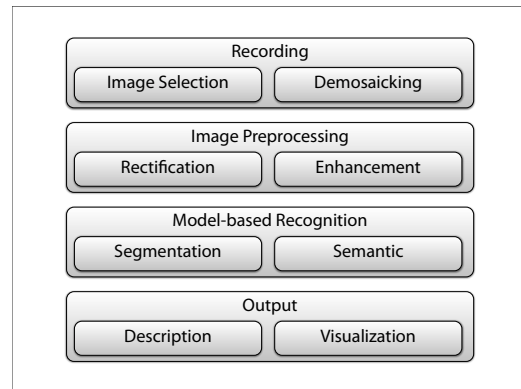 Recording
Image Selection Demosaicking
Image Preprocessing
Rectification Enhancement
Model-based Recognition
Segmentation Semantic
Output
Description Visualization